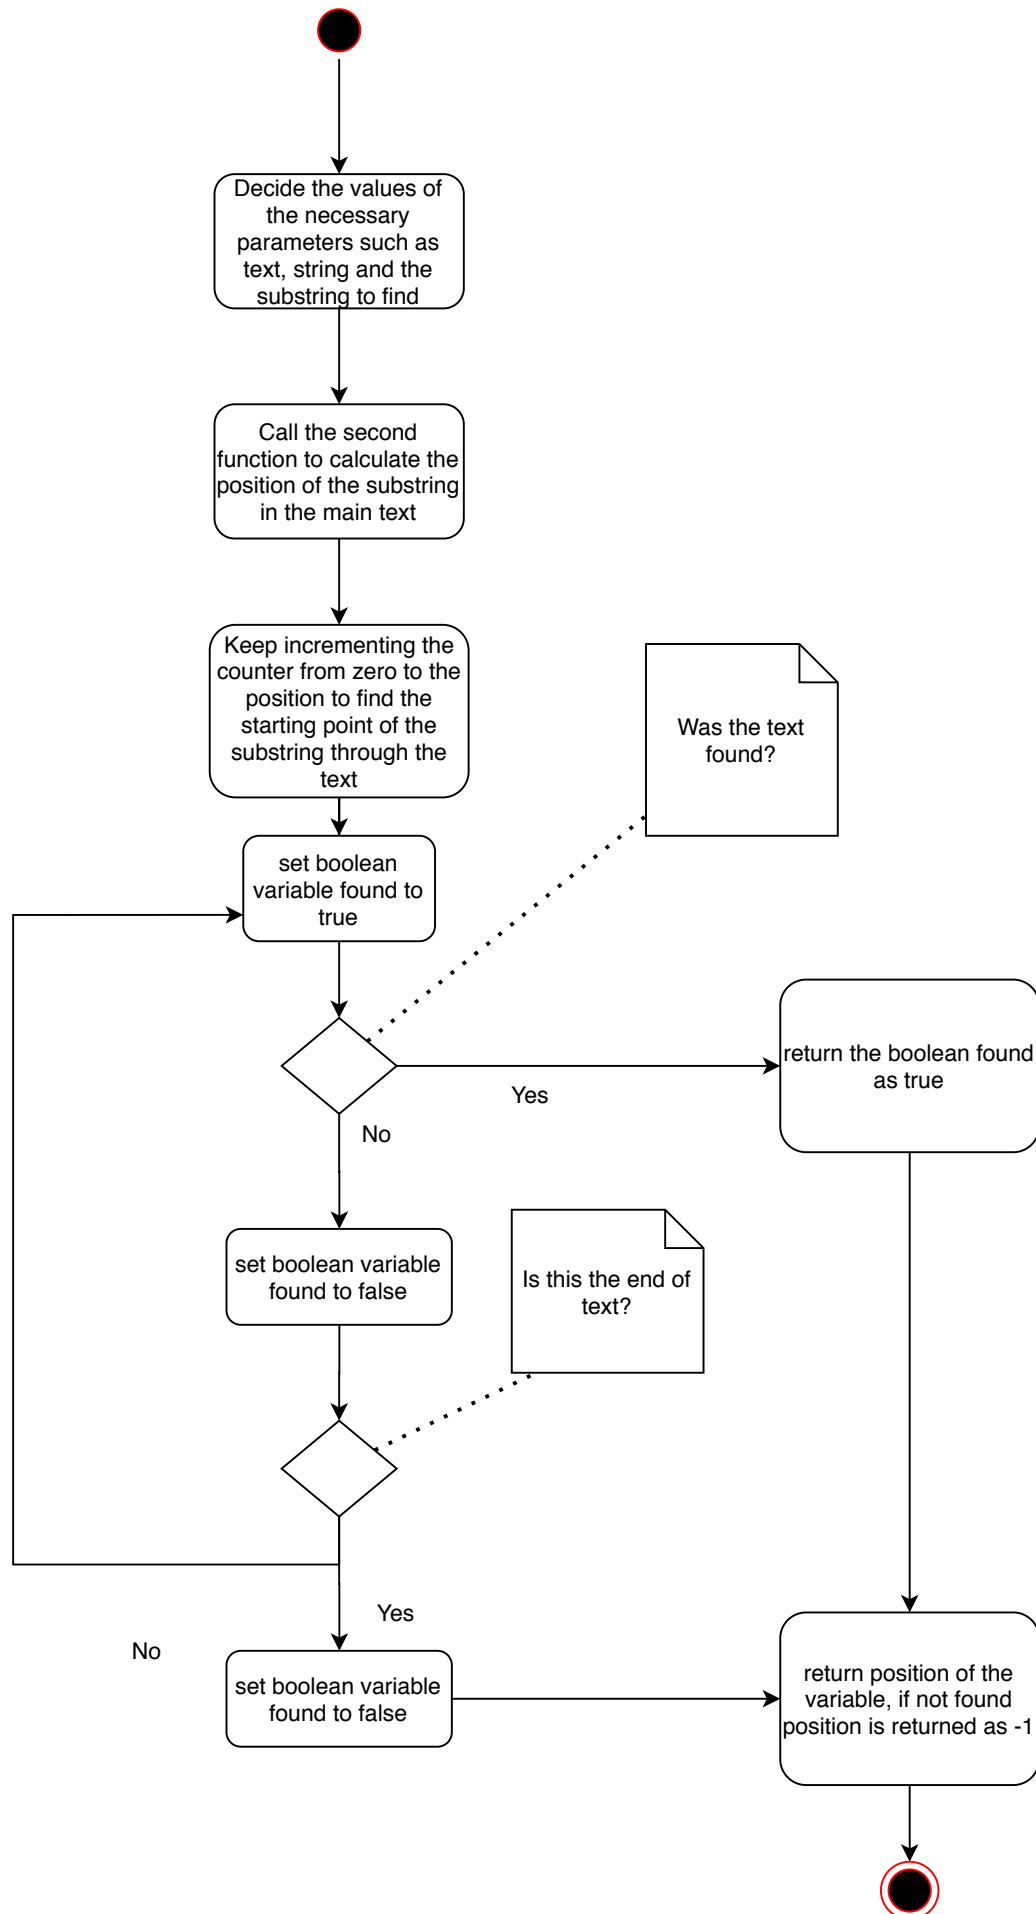 Decide the values of
the necessary
parameters such as
text, string and the
substring to find
Call the second
function to calculate the
position of the substring
in the main text
Keep incrementing the
counter from zero to the
position to find the
starting point of the
substring through the
text
Was the text
found?
set boolean
variable found to
true
return the boolean found
as true
Yes
No
set boolean variable
found to false
Is this the end of
text?
Yes
No
set boolean variable
found to false
return position of the
variable, if not found
position is returned as -1